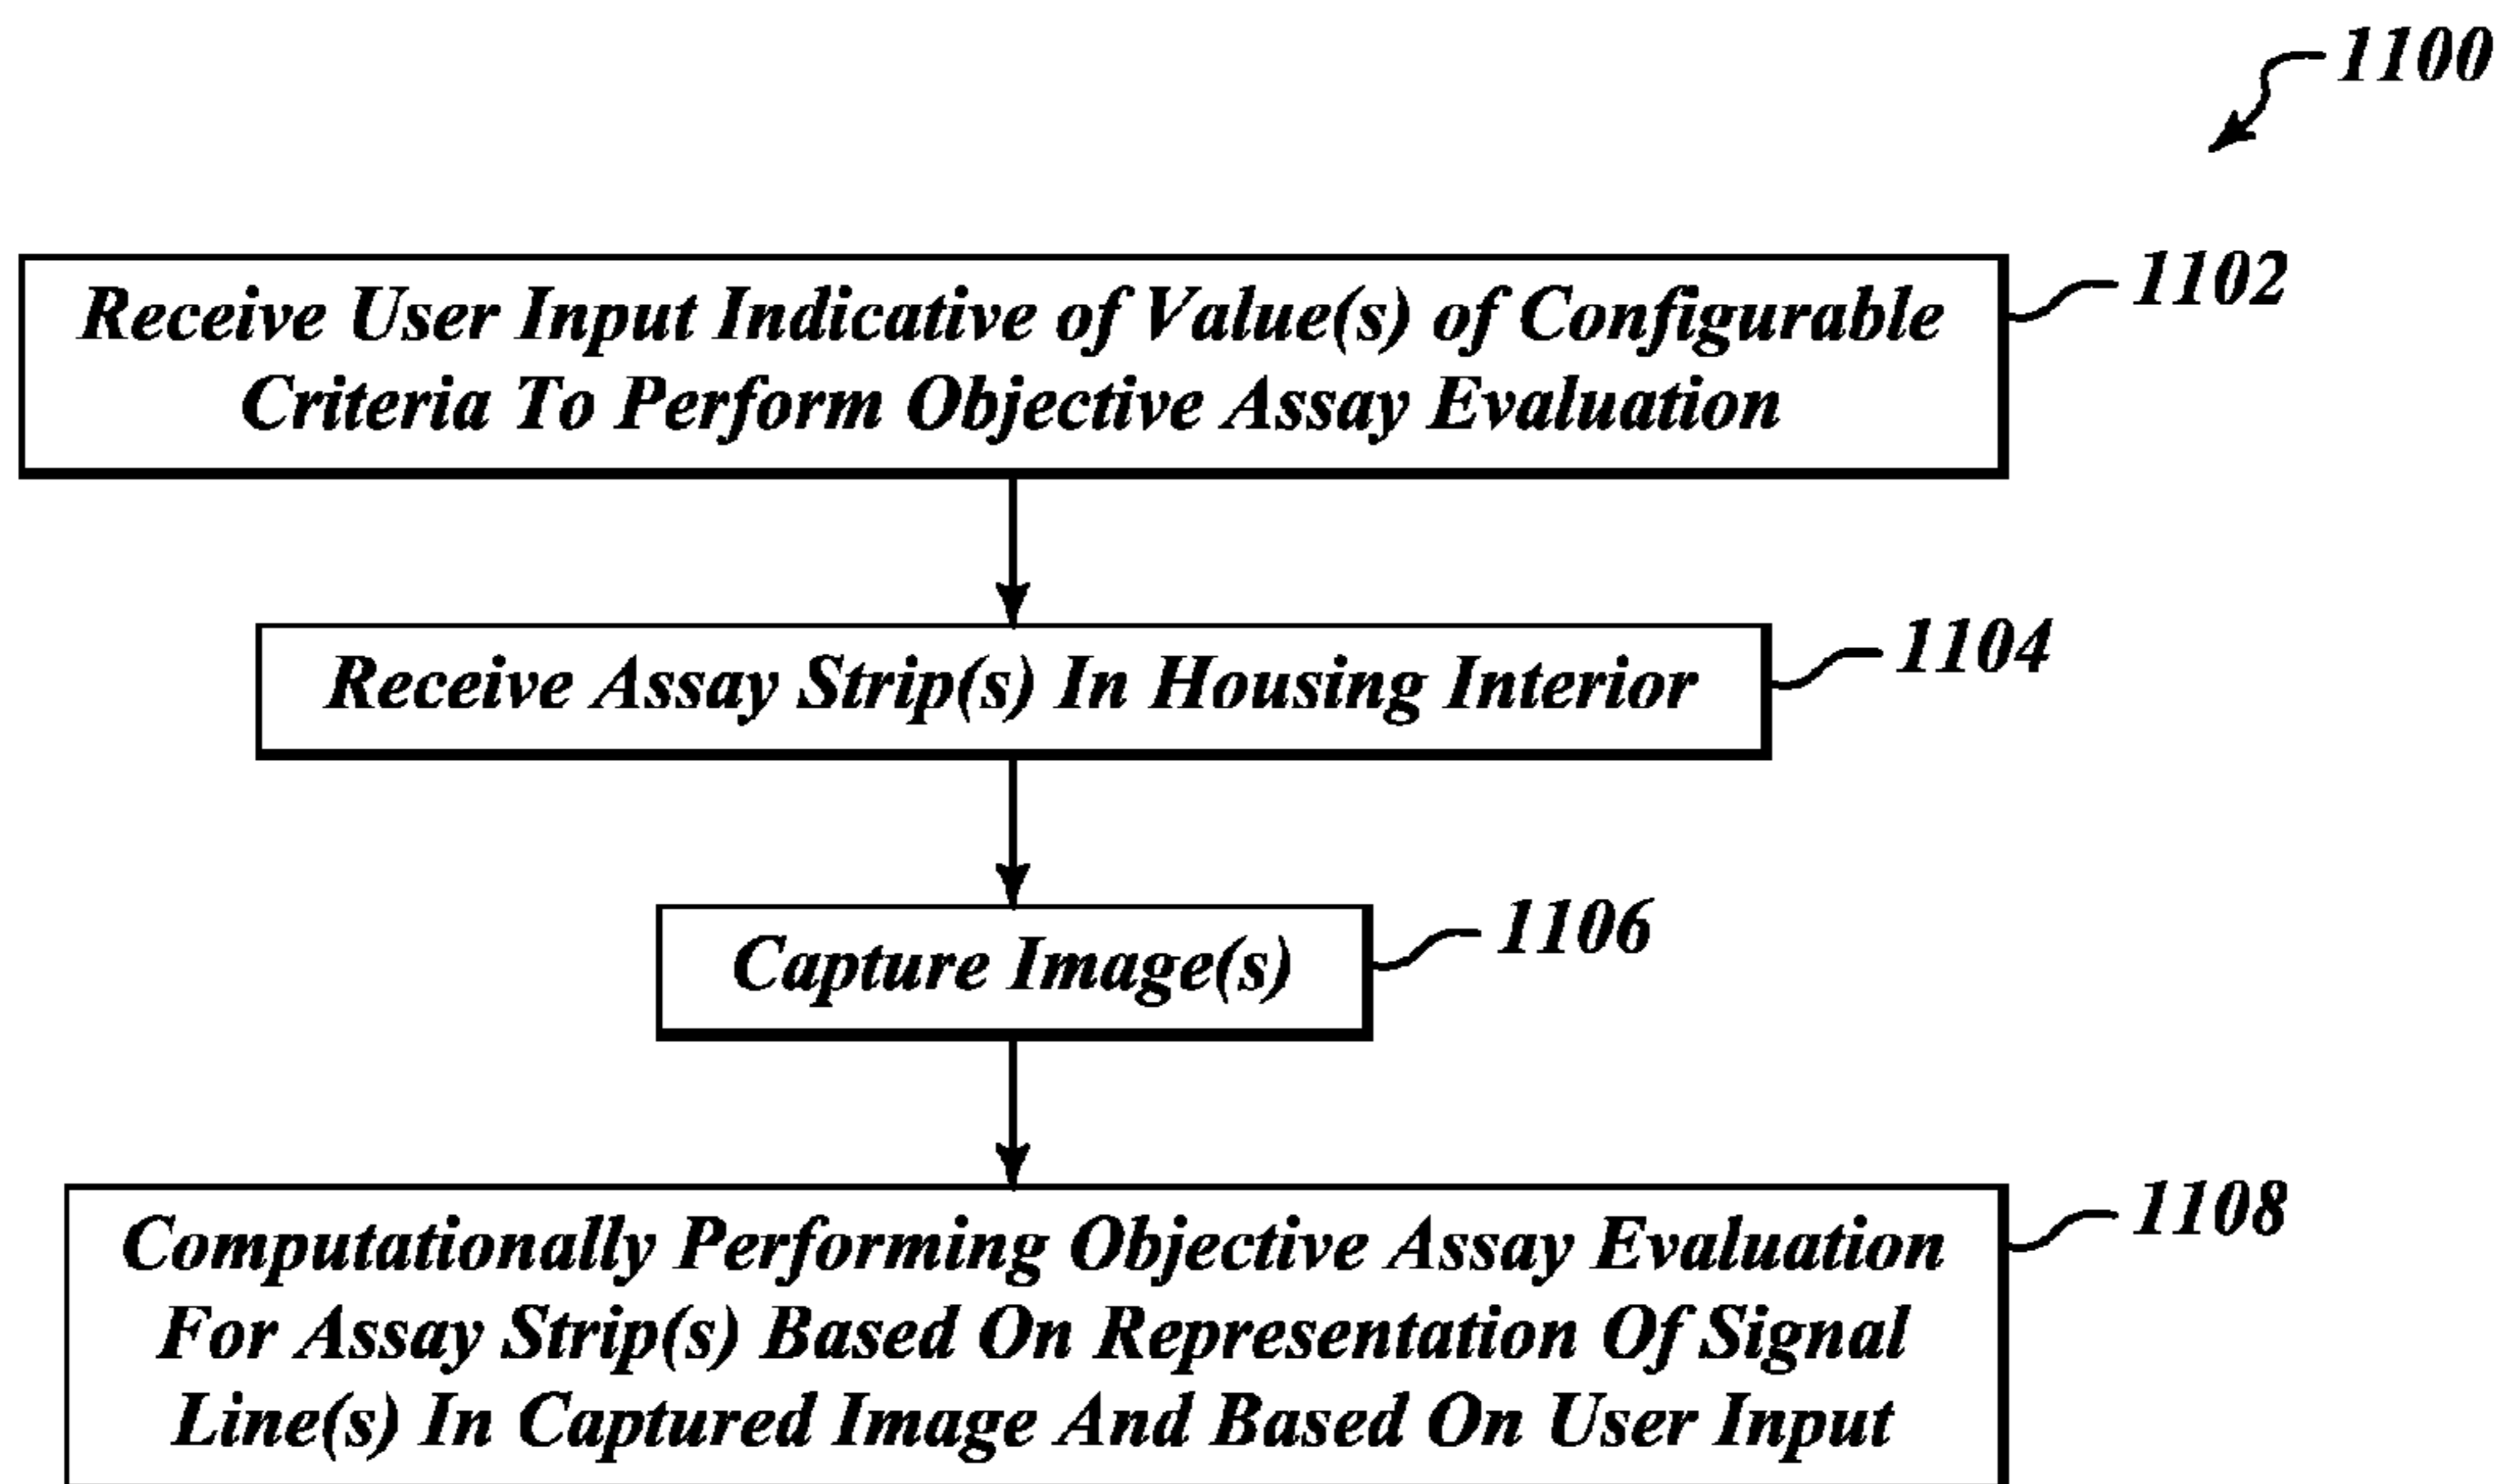 1100
Receive User Input Indicative of Value(s) of Configurable
Criteria To Perform Objective Assay Evaluation
1102
Receive Assay Strip(s) In Housing Interior
1104
Capture Image(s)
1106
Computationally Performing Objective Assay Evaluation
For Assay Strip(s) Based On Representation Of Signal
Line(s) In Captured Image And Based On User Input
1108